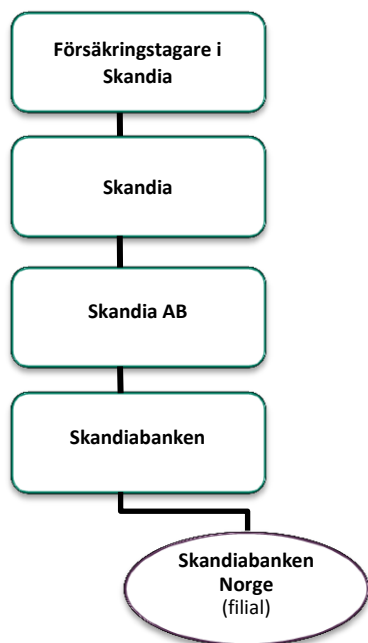 Försäkringstagare i
Skandia
Skandia
Skandia AB
Skandiabanken
Skandiabanken
Norge
(filial)